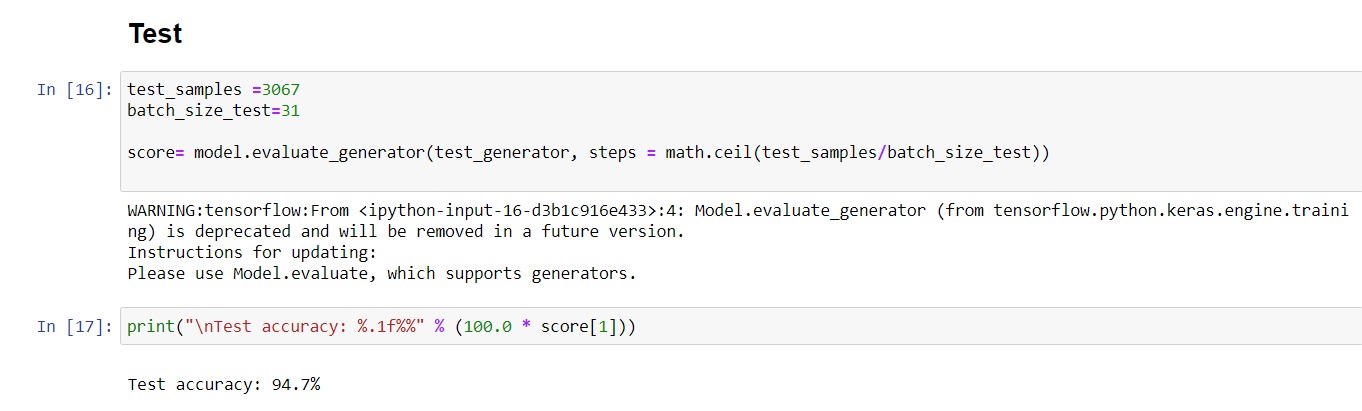 Test
In [16]:
test_samples =3067
batch_size_test=31
score= model.evaluate_generator(test_generator, steps = math.ceil(test_samples/batch_size_test))
WARNING:tensorflow:From <ipython-input-16-d3b1c916e433>:4: Model.evaluate_generator (from tensorflow.python.keras.engine.traini
ng) is deprecated and will be removed in a future version.
Instructions for updating:
Please use Model.evaluate, which supports generators.
In [17]:
print("\nTest accuracy: %.1f%%" % (100.0 * score[1]))
Test accuracy: 94.7%